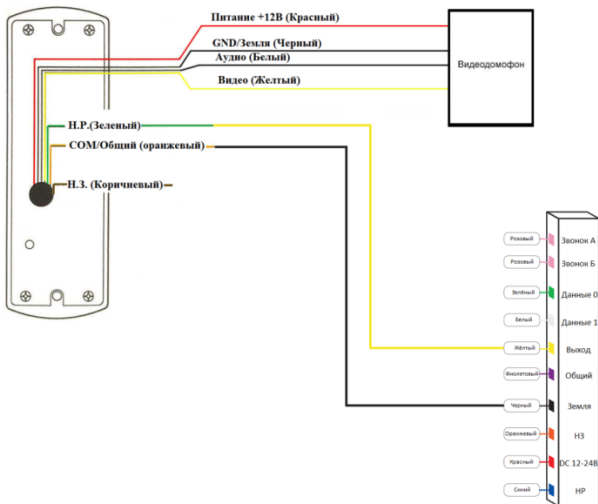 Питание +12В (Красный)
GND/Земля (Черный)
Аудио (Белый)
Видео (Желтый)
Видеодомофон
Н.Р.(Зеленый)
COM/Общий (оранжевый)
Н.З. (Коричневый)
Розовый Звонок А
Розовый Звонок Б
Зелёный Данные 0
Белый Данные 1
Жёлтый Выход
Фиолетовый Общий
Черный Земля
Оранжевый НЗ
Красный DC 12-24В
Синий НР